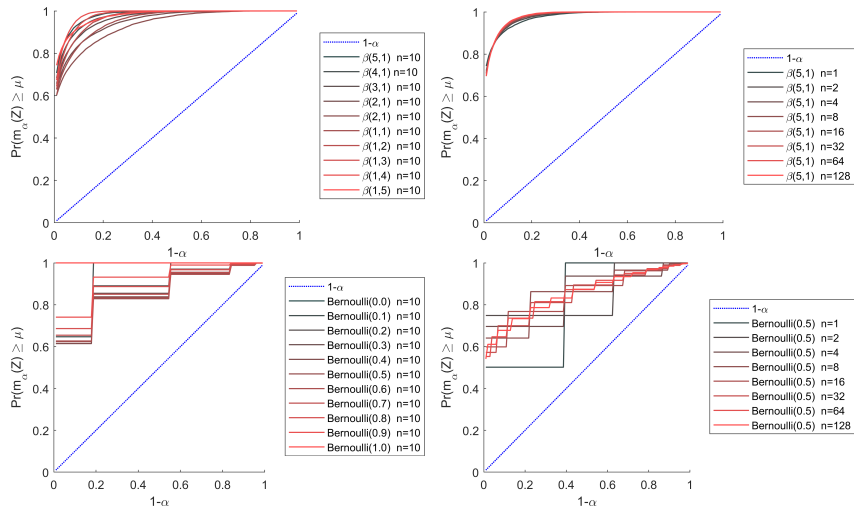 1
0.8
0.6
0.4
0.2
0
0 0.2 0.4 0.6 0.8 1
1-α
Pr(m_α(Z) ≥ μ)
1-α
β(5,1) n=10
β(4,1) n=10
β(3,1) n=10
β(2,1) n=10
β(2,1) n=10
β(1,1) n=10
β(1,2) n=10
β(1,3) n=10
β(1,4) n=10
β(1,5) n=10
1
0.8
0.6
0.4
0.2
0
0 0.2 0.4 0.6 0.8 1
1-α
Pr(m_α(Z) ≥ μ)
1-α
β(5,1) n=1
β(5,1) n=2
β(5,1) n=4
β(5,1) n=8
β(5,1) n=16
β(5,1) n=32
β(5,1) n=64
β(5,1) n=128
1
0.8
0.6
0.4
0.2
0
0 0.2 0.4 0.6 0.8 1
1-α
Pr(m_α(Z) ≥ μ)
1-α
Bernoulli(0.0) n=10
Bernoulli(0.1) n=10
Bernoulli(0.2) n=10
Bernoulli(0.3) n=10
Bernoulli(0.4) n=10
Bernoulli(0.5) n=10
Bernoulli(0.6) n=10
Bernoulli(0.7) n=10
Bernoulli(0.8) n=10
Bernoulli(0.9) n=10
Bernoulli(1.0) n=10
1
0.8
0.6
0.4
0.2
0
0 0.2 0.4 0.6 0.8 1
1-α
Pr(m_α(Z) ≥ μ)
1-α
Bernoulli(0.5) n=1
Bernoulli(0.5) n=2
Bernoulli(0.5) n=4
Bernoulli(0.5) n=8
Bernoulli(0.5) n=16
Bernoulli(0.5) n=32
Bernoulli(0.5) n=64
Bernoulli(0.5) n=128